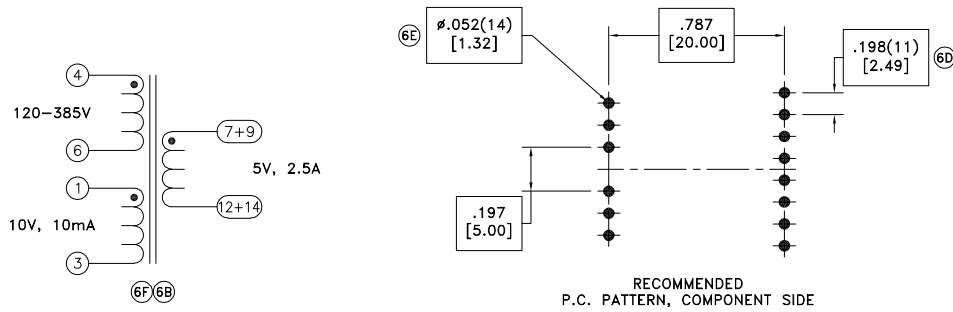 4
120-385V
6
7+9
5V, 2.5A
12+14
1
10V, 10mA
3
6F 6B
6E
ø.052(14)
[1.32]
.787
[20.00]
.198(11)
[2.49]
6D
.197
[5.00]
RECOMMENDED
P.C. PATTERN, COMPONENT SIDE